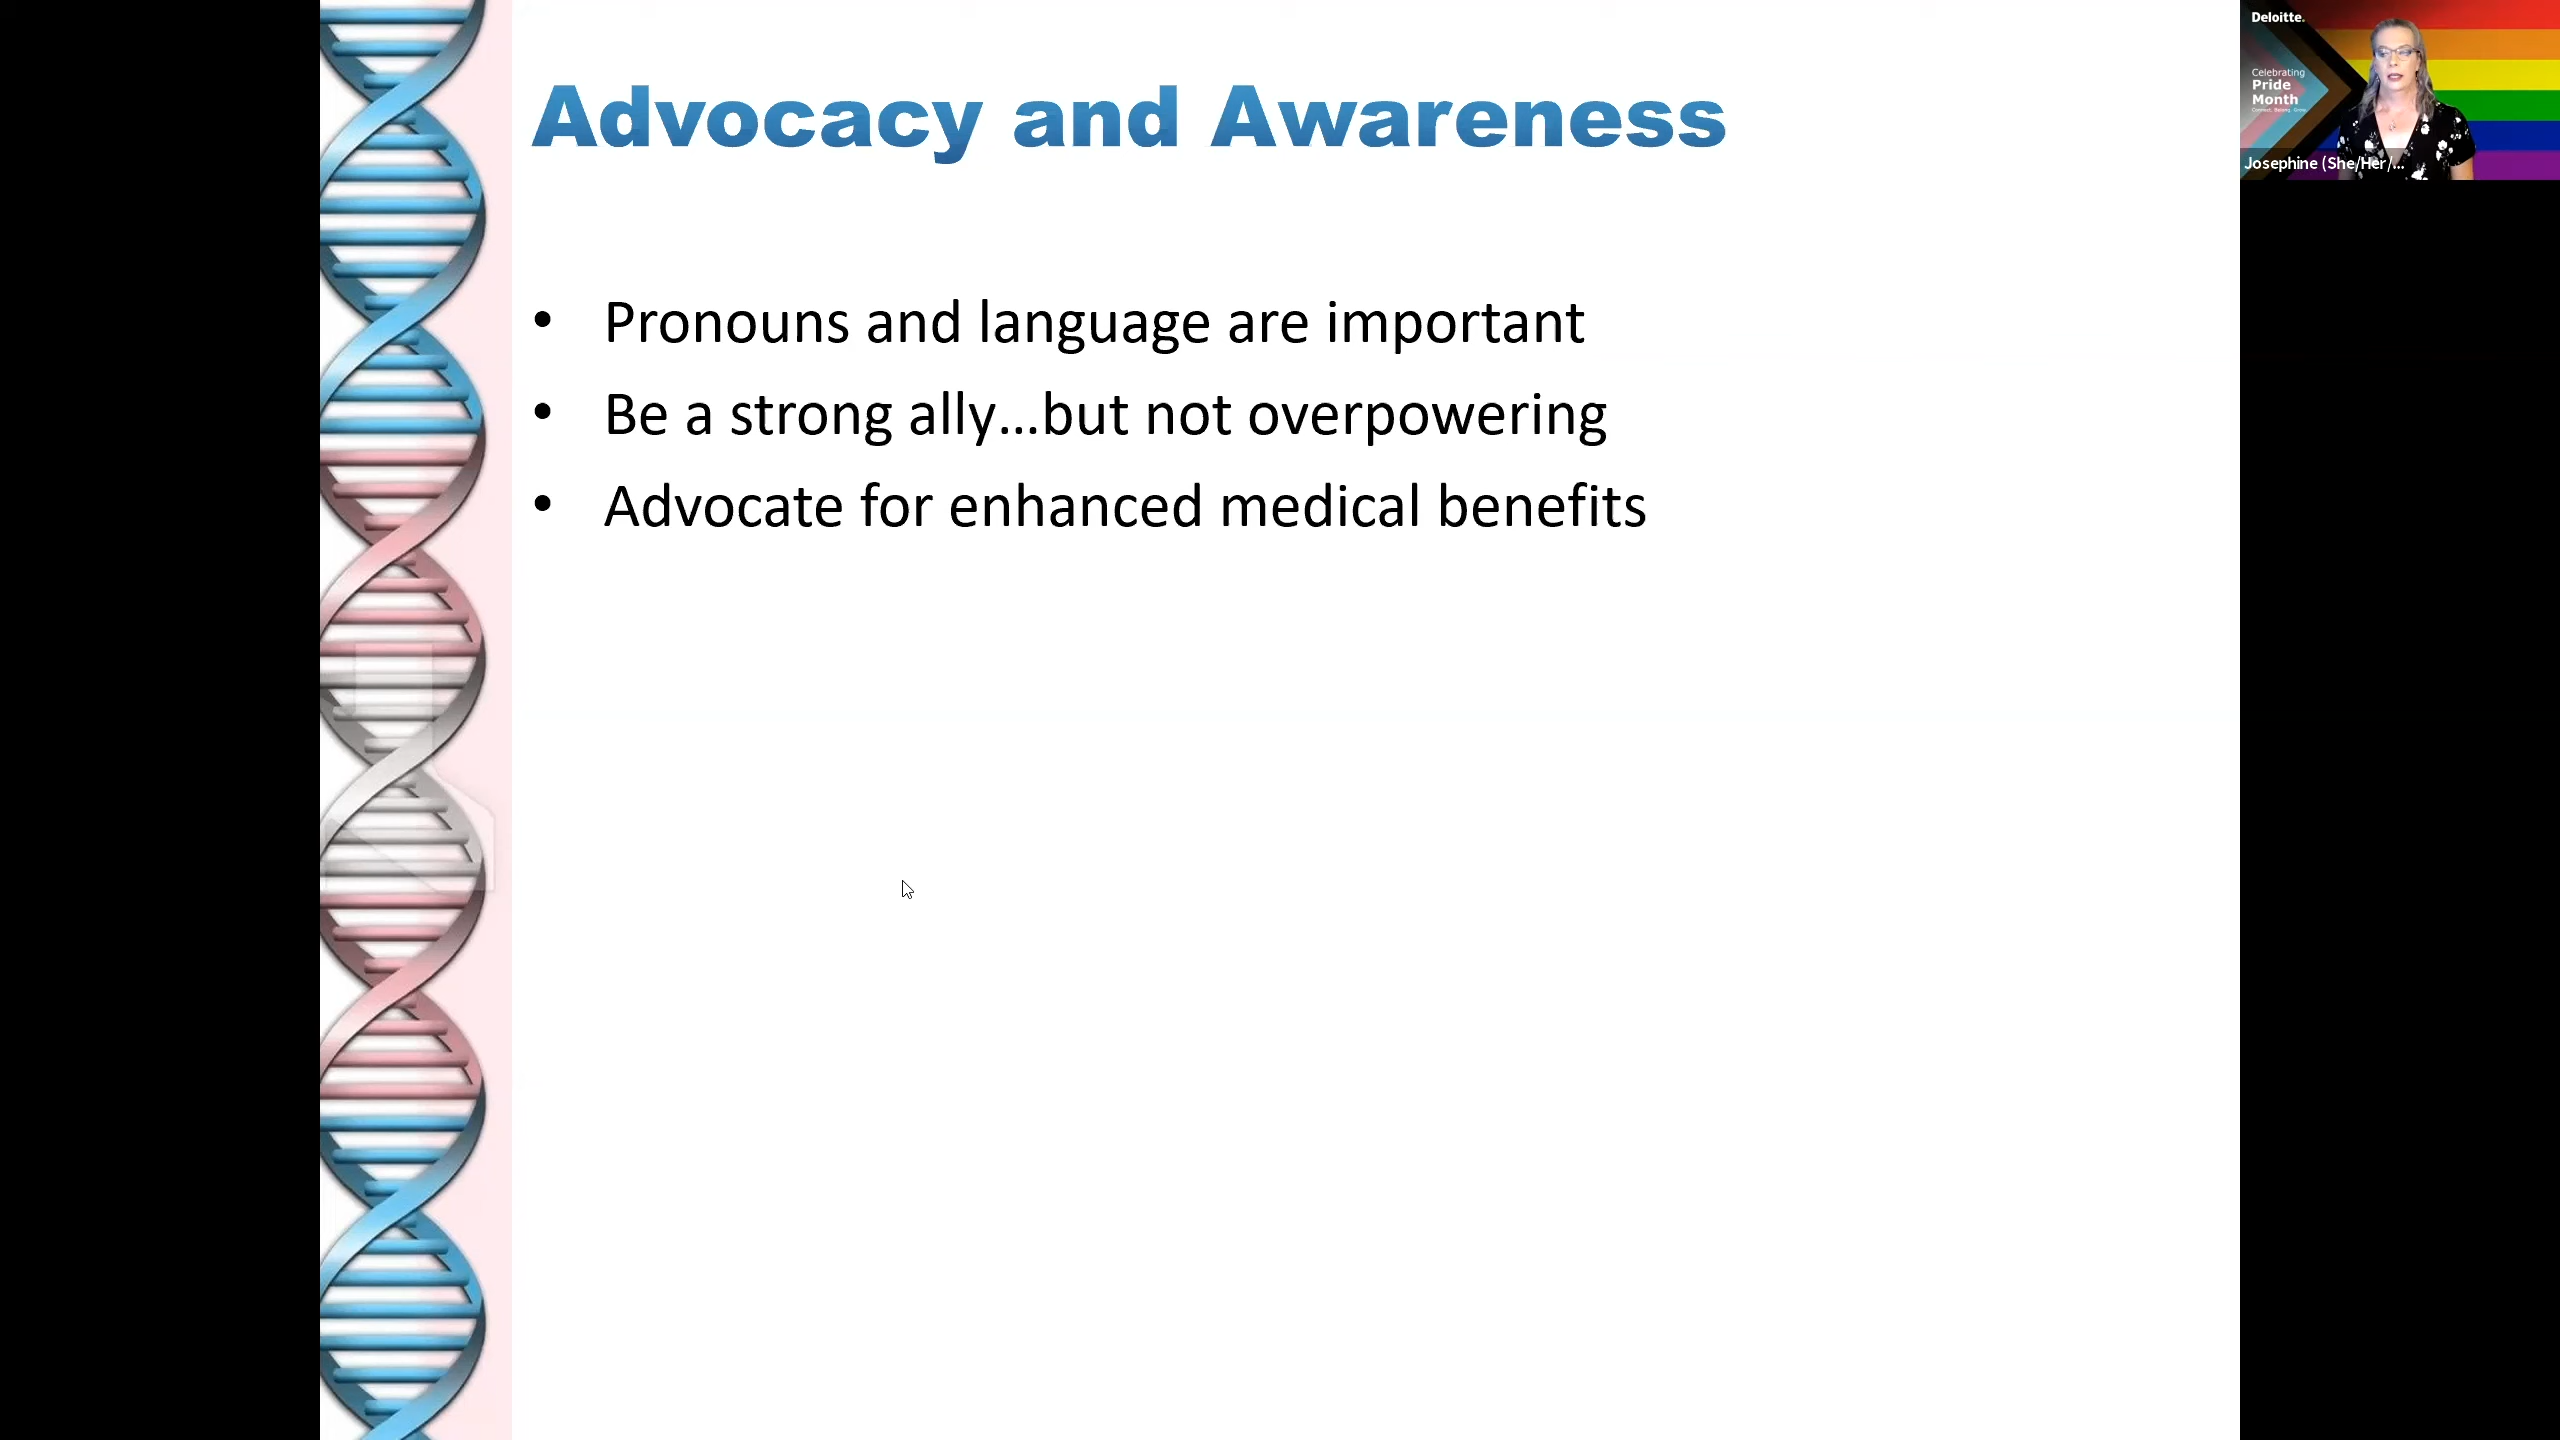 Advocacy and Awareness
• Pronouns and language are important
• Be a strong ally...but not overpowering
• Advocate for enhanced medical benefits
Deloitte.
Celebrating
Pride
Month
Josephine (She/Her/...